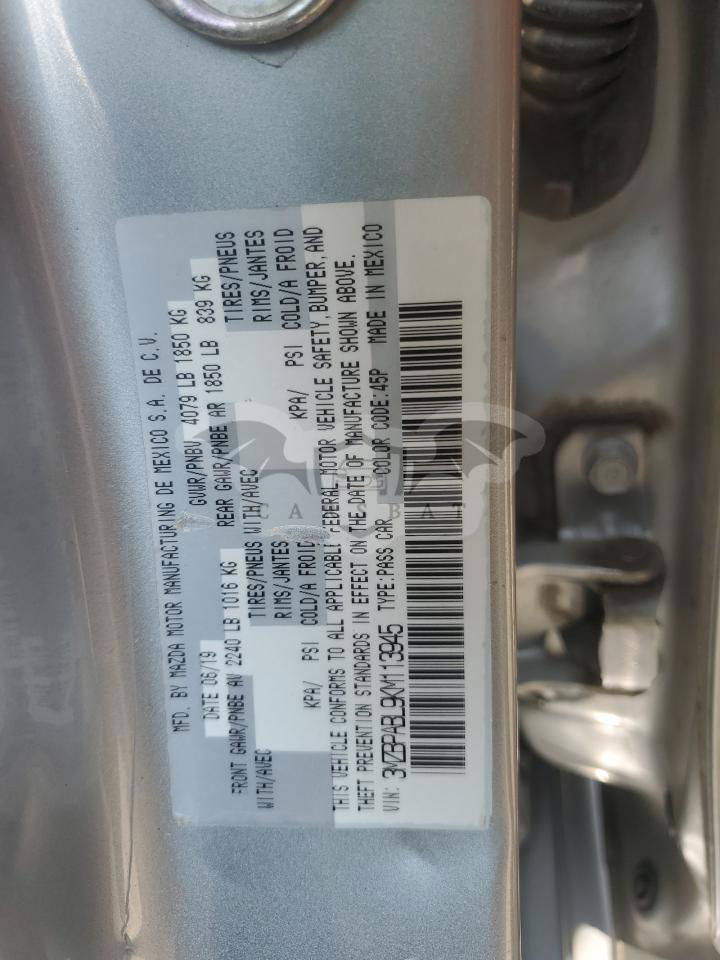 MFD. BY MAZDA MOTOR MANUFACTURING DE MEXICO S.A. DE C.V.
DATE 06/19 GVWR/PNBV 4079 LB 1850 KG
FRONT GAWR/PNBE AV 2240 LB 1016 KG REAR GAWR/PNBE AR 1850 LB 839 KG
WITH/AVEC TIRES/PNEUS WITH/AVEC TIRES/PNEUS
RIMS/JANTES RIMS/JANTES
KPA/ PSI COLD/A FROID KPA/ PSI COLD/A FROID
THIS VEHICLE CONFORMS TO ALL APPLICABLE FEDERAL MOTOR VEHICLE SAFETY, BUMPER, AND
THEFT PREVENTION STANDARDS IN EFFECT ON THE DATE OF MANUFACTURE SHOWN ABOVE.
VIN: 3MZBPABL9KM113945 TYPE:PASS CAR COLOR CODE:45P MADE IN MEXICO
CARSBAT